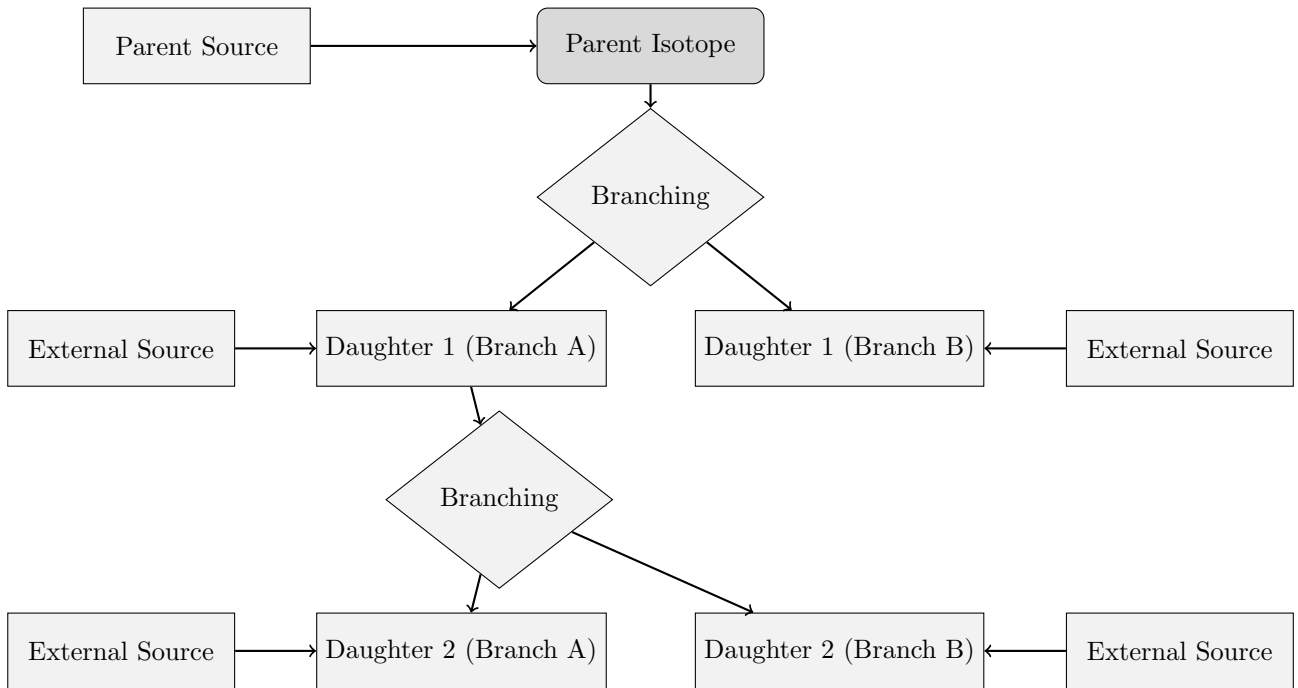 Parent Source
Parent Isotope
Branching
External Source
Daughter 1 (Branch A)
Daughter 1 (Branch B)
External Source
Branching
External Source
Daughter 2 (Branch A)
Daughter 2 (Branch B)
External Source